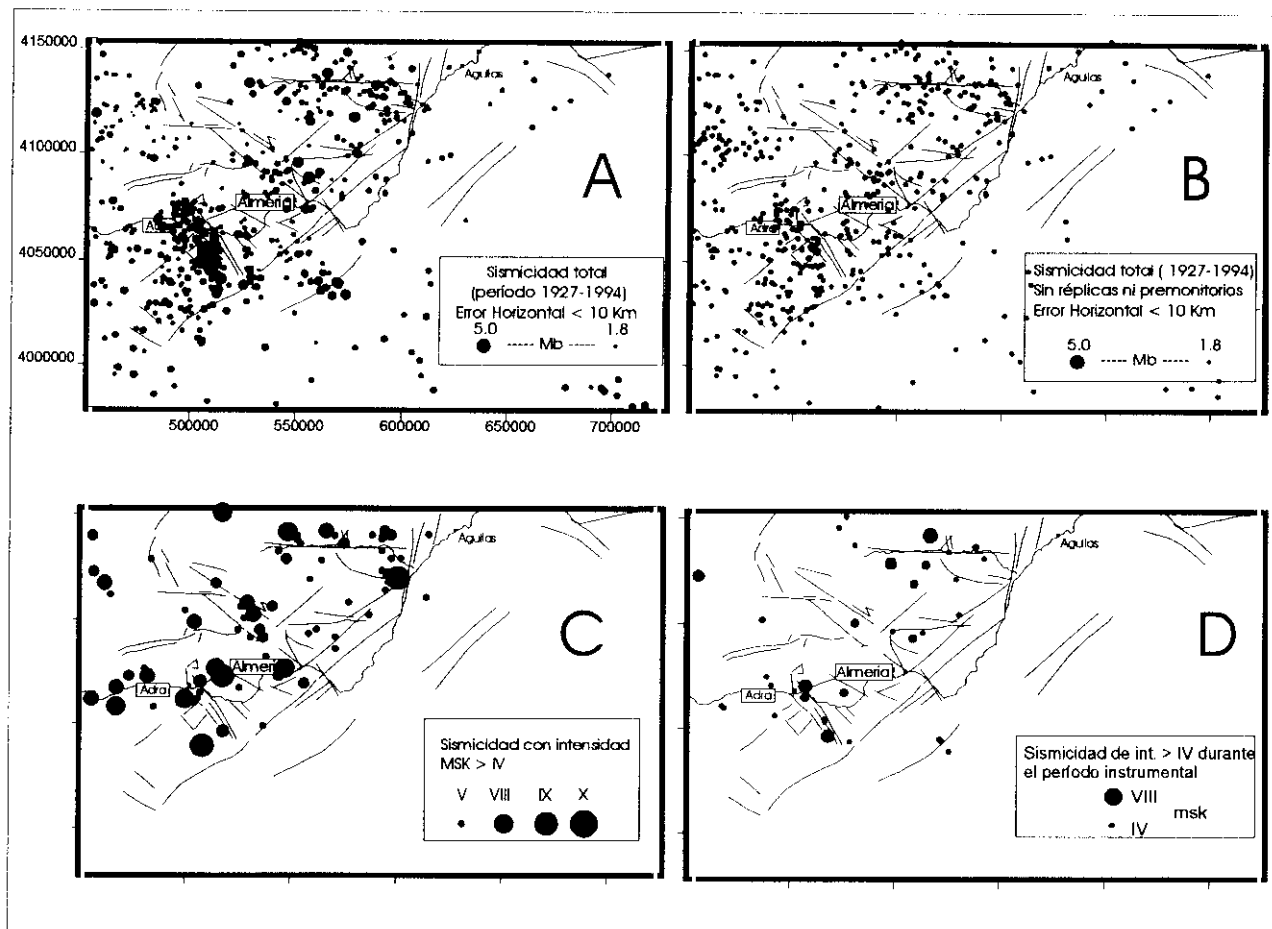 4150000
4100000
4050000
4000000
500000
550000
600000
650000
700000
Aguilas
Almeria
A
Sismicidad total
(período 1927-1994)
Error Horizontal < 10 Km
5.0 1.8
Mb
Aguilas
Almeria
Adra
B
Sismicidad total ( 1927-1994)
Sin réplicas ni premonitorios
Error Horizontal < 10 Km
5.0 1.8
Mb
Aguilas
Almeria
Adra
C
Sismicidad con intensidad
MSK > IV
V VIII IX X
Aguilas
Almeria
Adra
D
Sismicidad de int. > IV durante
el período instrumental
VIII
msk
IV